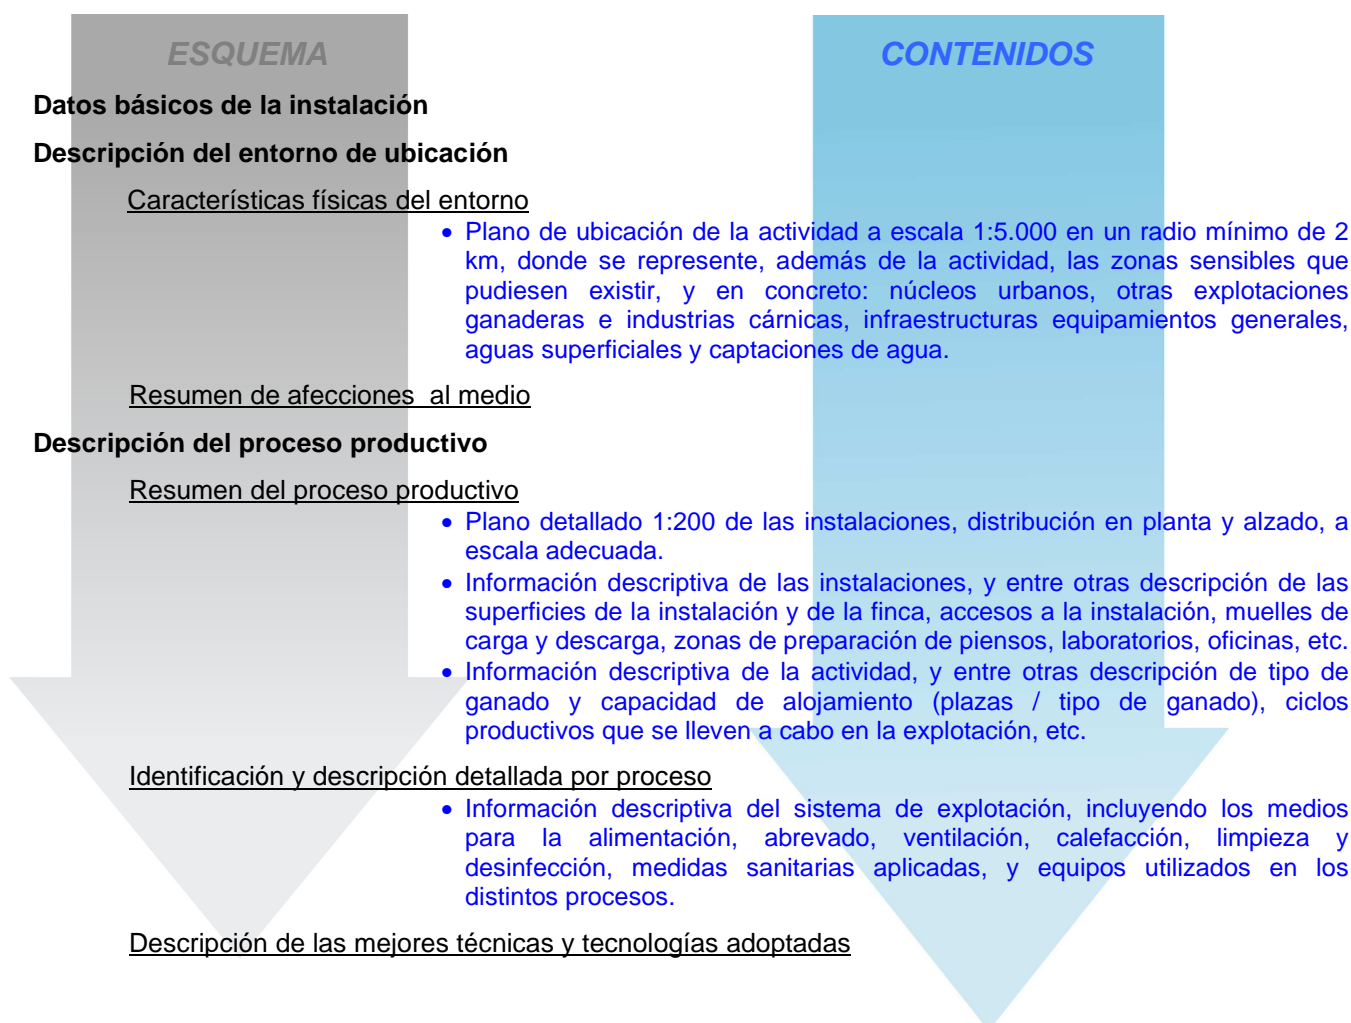 ESQUEMA
CONTENIDOS
Datos básicos de la instalación
Descripción del entorno de ubicación
Características físicas del entorno
• Plano de ubicación de la actividad a escala 1:5.000 en un radio mínimo de 2
km, donde se represente, además de la actividad, las zonas sensibles que
pudiesen existir, y en concreto: núcleos urbanos, otras explotaciones
ganaderas e industrias cárnicas, infraestructuras equipamientos generales,
aguas superficiales y captaciones de agua.
Resumen de afecciones al medio
Descripción del proceso productivo
Resumen del proceso productivo
• Plano detallado 1:200 de las instalaciones, distribución en planta y alzado, a
escala adecuada.
• Información descriptiva de las instalaciones, y entre otras descripción de las
superficies de la instalación y de la finca, accesos a la instalación, muelles de
carga y descarga, zonas de preparación de piensos, laboratorios, oficinas, etc.
• Información descriptiva de la actividad, y entre otras descripción de tipo de
ganado y capacidad de alojamiento (plazas / tipo de ganado), ciclos
productivos que se lleven a cabo en la explotación, etc.
Identificación y descripción detallada por proceso
• Información descriptiva del sistema de explotación, incluyendo los medios
para la alimentación, abrevado, ventilación, calefacción, limpieza y
desinfección, medidas sanitarias aplicadas, y equipos utilizados en los
distintos procesos.
Descripción de las mejores técnicas y tecnologías adoptadas